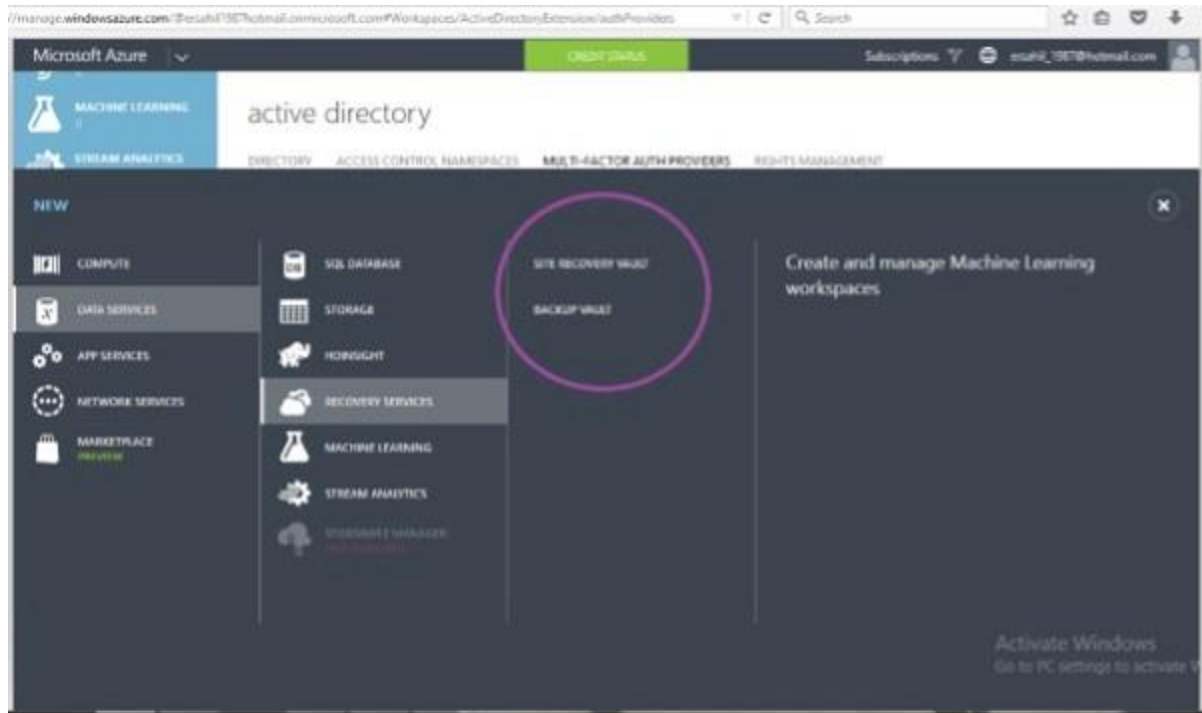 manage.windowsazure.com
Search
Microsoft Azure
CREDIT STATUS
Subscriptions
MACHINE LEARNING
0
STREAM ANALYTICS
active directory
DIRECTORY ACCESS CONTROL NAMESPACES MULTI-FACTOR AUTH PROVIDERS RIGHTS MANAGEMENT
NEW
COMPUTE
DATA SERVICES
APP SERVICES
NETWORK SERVICES
MARKETPLACE
PREVIEW
SQL DATABASE
STORAGE
HDINSIGHT
RECOVERY SERVICES
MACHINE LEARNING
STREAM ANALYTICS
STORSIMPLE MANAGER
SITE RECOVERY VAULT
BACKUP VAULT
Create and manage Machine Learning
workspaces
Activate Windows
Go to PC settings to activate